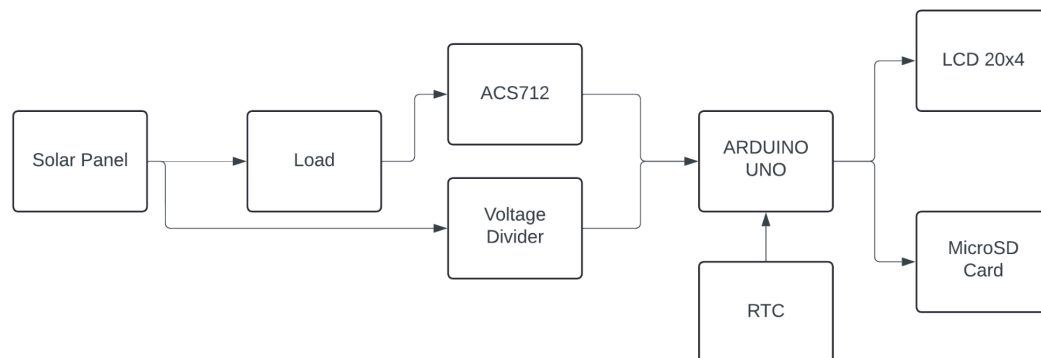 Solar Panel
Load
ACS712
Voltage
Divider
ARDUINO
UNO
RTC
LCD 20x4
MicroSD
Card